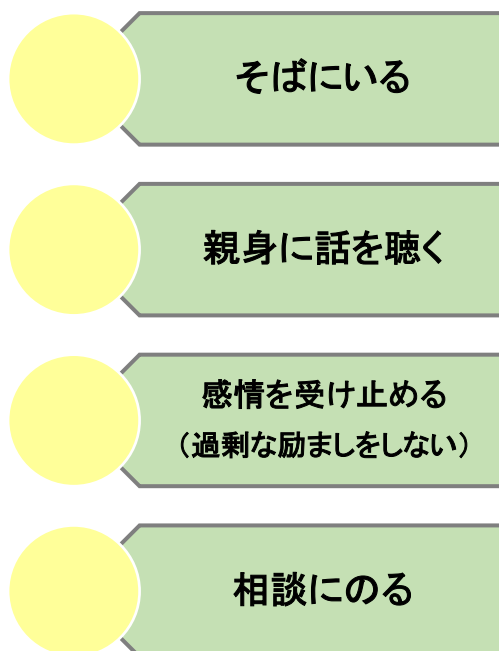 そばにいる
親身に話を聴く
感情を受け止める
（過剰な励ましをしない）
相談にのる